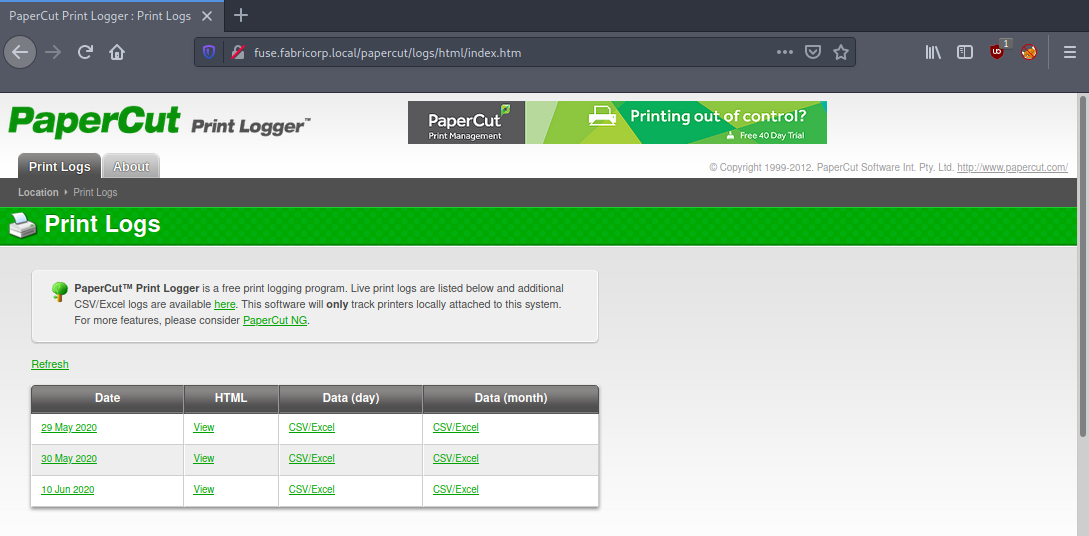 PaperCut Print Logger : Print Logs
fuse.fabricorp.local/papercut/logs/html/index.htm
1
PaperCut Print Logger™
PaperCut
Print Management
Printing out of control?
Free 40 Day Trial
Print Logs
About
© Copyright 1999-2012. PaperCut Software Int. Pty. Ltd. http://www.papercut.com/
Location
Print Logs
Print Logs
PaperCut™ Print Logger is a free print logging program. Live print logs are listed below and additional
CSV/Excel logs are available here. This software will only track printers locally attached to this system.
For more features, please consider PaperCut NG.
Refresh
Date HTML Data (day) Data (month)
29 May 2020 View CSV/Excel CSV/Excel
30 May 2020 View CSV/Excel CSV/Excel
10 Jun 2020 View CSV/Excel CSV/Excel